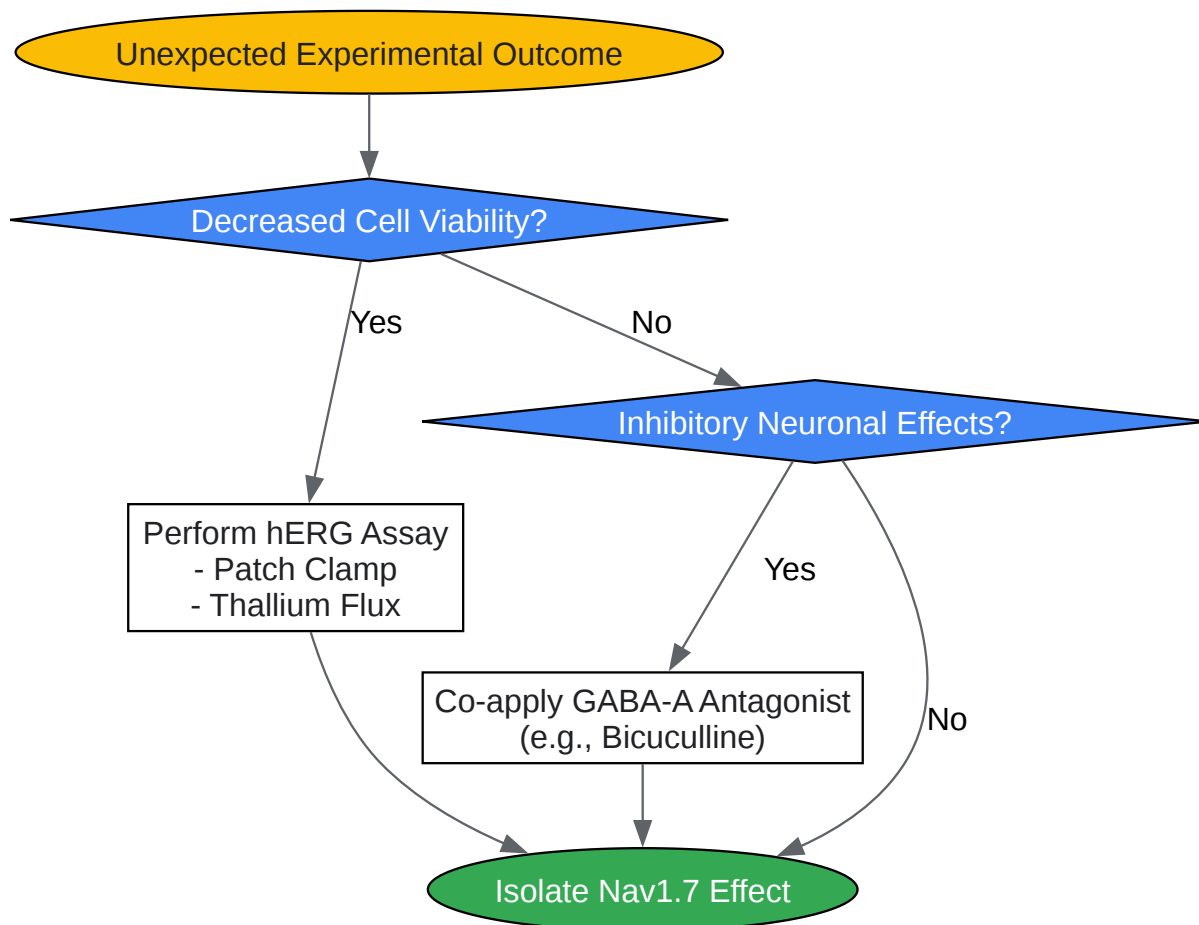 Unexpected Experimental Outcome
Decreased Cell Viability?
Yes
No
Inhibitory Neuronal Effects?
Perform hERG Assay
- Patch Clamp
- Thallium Flux
Yes
Co-apply GABA-A Antagonist
(e.g., Bicuculline)
No
Isolate Nav1.7 Effect